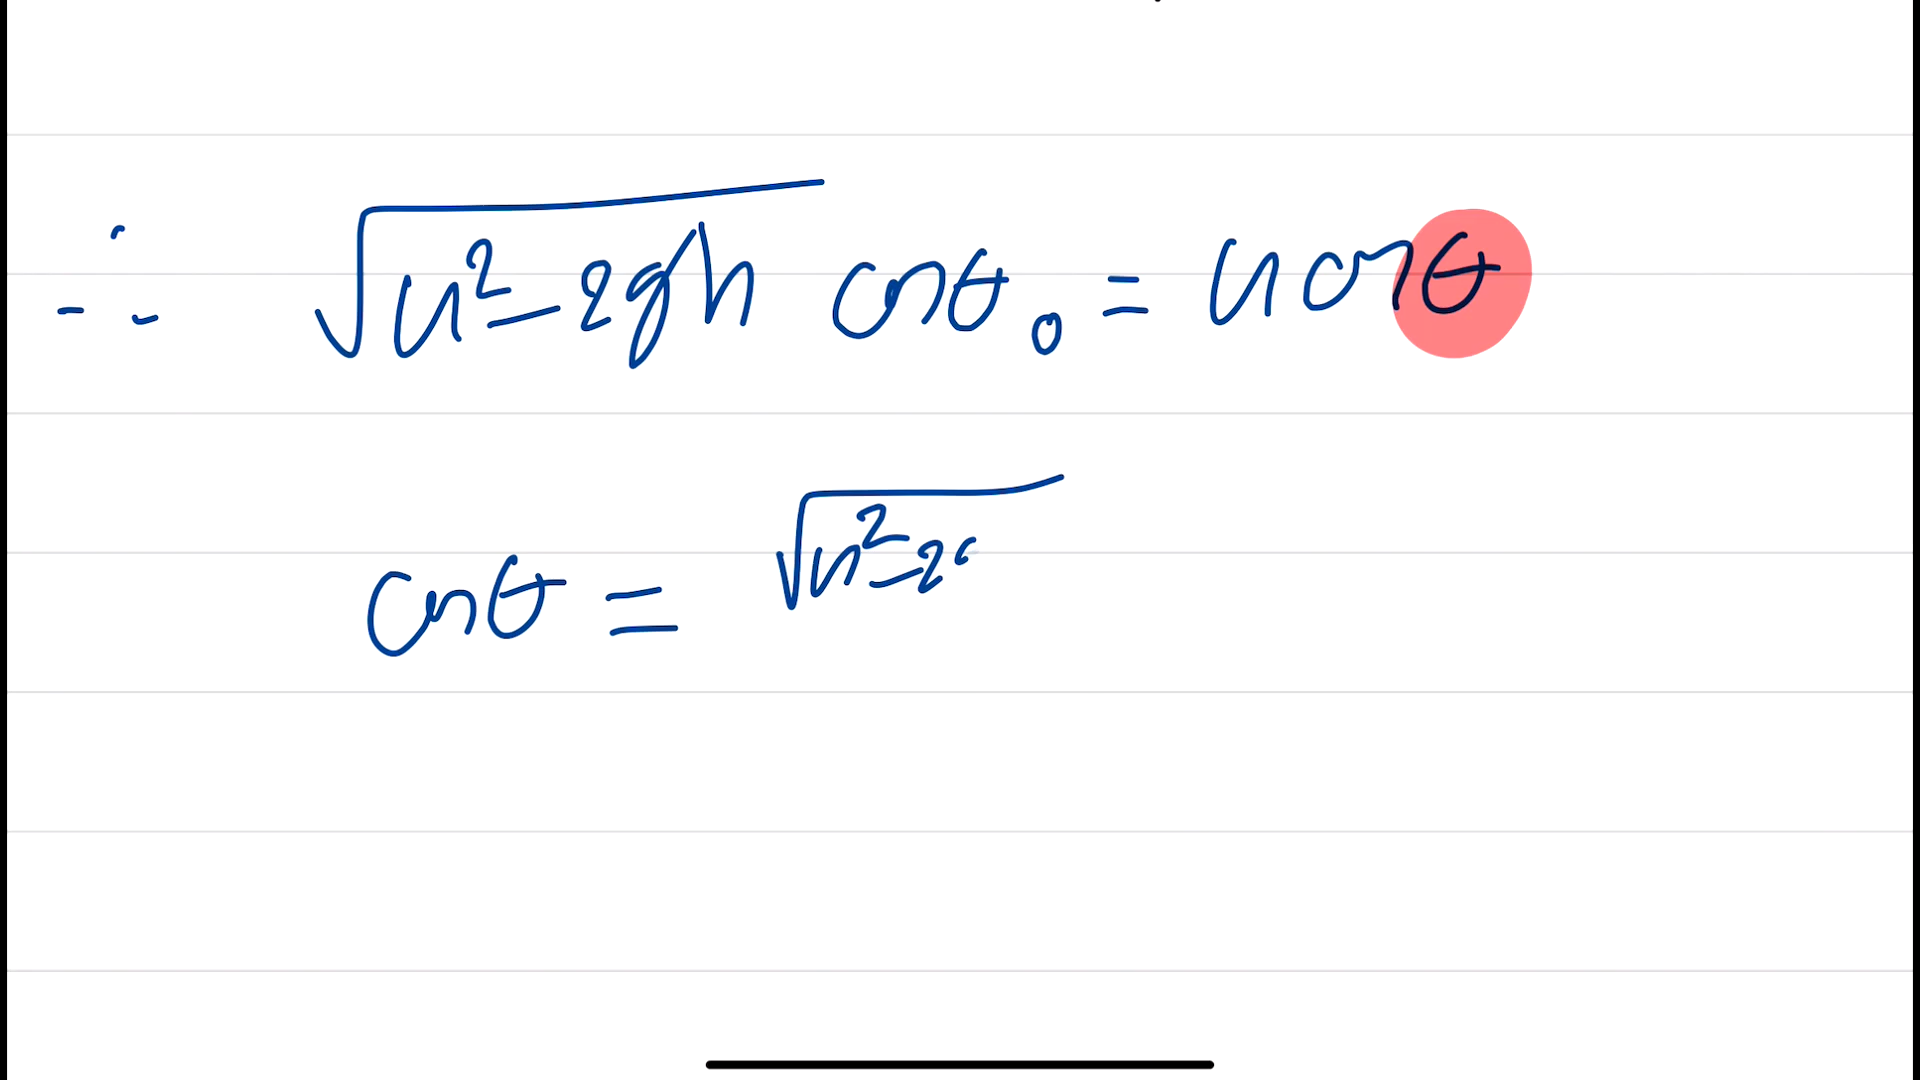 ∴ √(u² - 2gh) cosθ₀ = u cosθ
cosθ = √(u² - 2